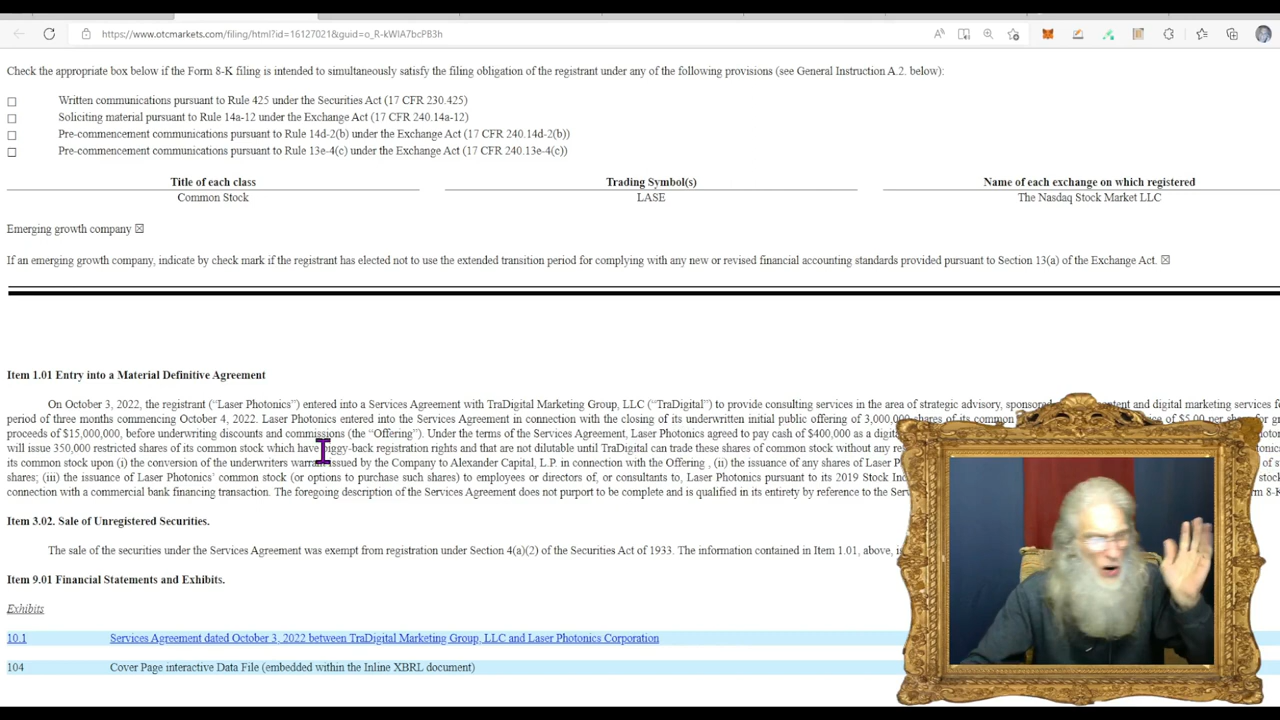 https://www.otcmarkets.com/filing/html?id=16127021&guid=o_R-kWIA7bcPB3h
Check the appropriate box below if the Form 8-K filing is intended to simultaneously satisfy the filing obligation of the registrant under any of the following provisions (see General Instruction A.2. below):
☐ Written communications pursuant to Rule 425 under the Securities Act (17 CFR 230.425)
☐ Soliciting material pursuant to Rule 14a-12 under the Exchange Act (17 CFR 240.14a-12)
☐ Pre-commencement communications pursuant to Rule 14d-2(b) under the Exchange Act (17 CFR 240.14d-2(b))
☐ Pre-commencement communications pursuant to Rule 13e-4(c) under the Exchange Act (17 CFR 240.13e-4(c))
Title of each class Trading Symbol(s) Name of each exchange on which registered
Common Stock LASE The Nasdaq Stock Market LLC
Emerging growth company ☒
If an emerging growth company, indicate by check mark if the registrant has elected not to use the extended transition period for complying with any new or revised financial accounting standards provided pursuant to Section 13(a) of the Exchange Act. ☒
Item 1.01 Entry into a Material Definitive Agreement
On October 3, 2022, the registrant (“Laser Photonics”) entered into a Services Agreement with TraDigital Marketing Group, LLC (“TraDigital”) to provide consulting services in the area of strategic advisory, sponsored content and digital marketing services
period of three months commencing October 4, 2022. Laser Photonics entered into the Services Agreement in connection with the closing of its underwritten initial public offering of 3,000,000 shares of its common of $5.00 per
proceeds of $15,000,000, before underwriting discounts and commissions (the “Offering”). Under the terms of the Services Agreement, Laser Photonics agreed to pay cash of $400,000 as a
will issue 350,000 restricted shares of its common stock which have piggy-back registration rights and that are not dilutable until TraDigital can trade these shares of common stock without any
its common stock upon (i) the conversion of the underwriters warrant issued by the Company to Alexander Capital, L.P. in connection with the Offering , (ii) the issuance of any shares of Laser
shares; (iii) the issuance of Laser Photonics’ common stock (or options to purchase such shares) to employees or directors of, or consultants to, Laser Photonics pursuant to its 2019 Stock
connection with a commercial bank financing transaction. The foregoing description of the Services Agreement does not purport to be complete and is qualified in its entirety by reference to the 8-K
Item 3.02. Sale of Unregistered Securities.
The sale of the securities under the Services Agreement was exempt from registration under Section 4(a)(2) of the Securities Act of 1933. The information contained in Item 1.01, above,
Item 9.01 Financial Statements and Exhibits.
Exhibits
10.1 Services Agreement dated October 3, 2022 between TraDigital Marketing Group, LLC and Laser Photonics Corporation
104 Cover Page interactive Data File (embedded within the Inline XBRL document)